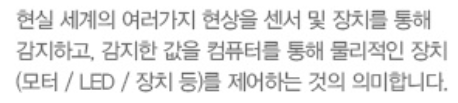 현실 세계의 여러가지 현상을 센서 및 장치를 통해
감지하고, 감지한 값을 컴퓨터를 통해 물리적인 장치
(모터 / LED / 장치 등)를 제어하는 것의 의미합니다.